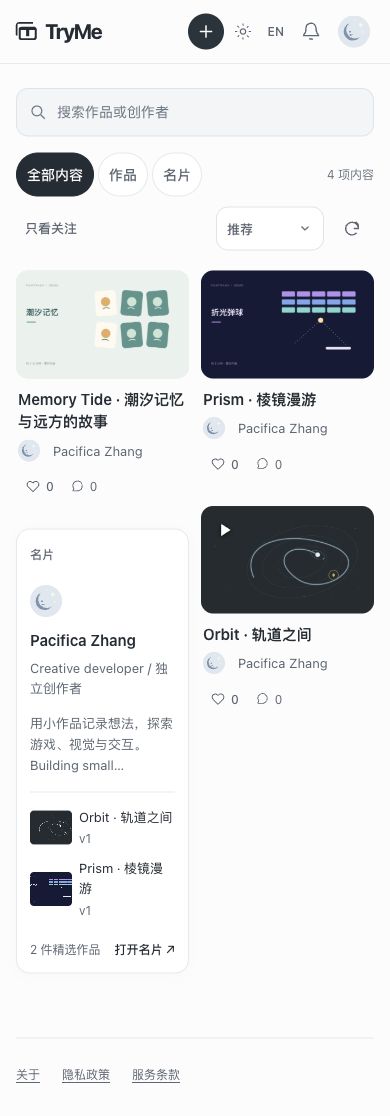 TryMe
EN
搜索作品或创作者
全部内容
作品
名片
4 项内容
只看关注
推荐
潮汐记忆
Memory Tide · 潮汐记忆
与远方的故事
Pacifica Zhang
0
0
折光弹球
Prism · 棱镜漫游
Pacifica Zhang
0
0
名片
Pacifica Zhang
Creative developer / 独
立创作者
用小作品记录想法，探索
游戏、视觉与交互。
Building small...
Orbit · 轨道之间
v1
Prism · 棱镜漫
游
v1
2 件精选作品
打开名片
Orbit · 轨道之间
Pacifica Zhang
0
0
关于
隐私政策
服务条款